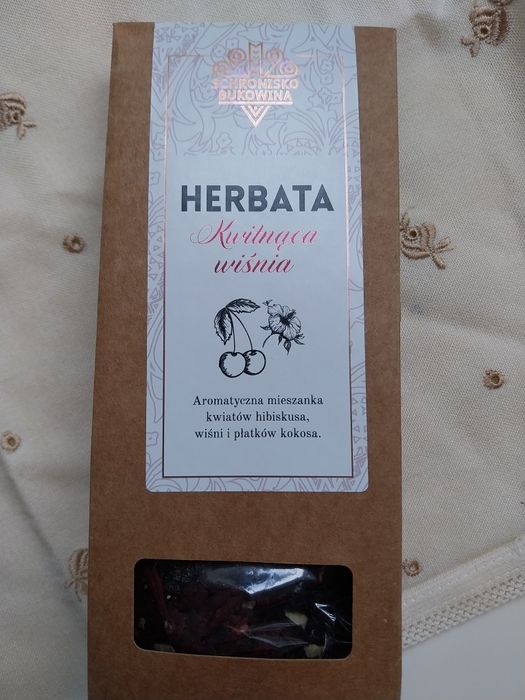 SCHRONISKO
BUKOWINA
HERBATA
Kwitnąca
wiśnia
Aromatyczna mieszanka
kwiatów hibiskusa,
wiśni i płatków kokosa.